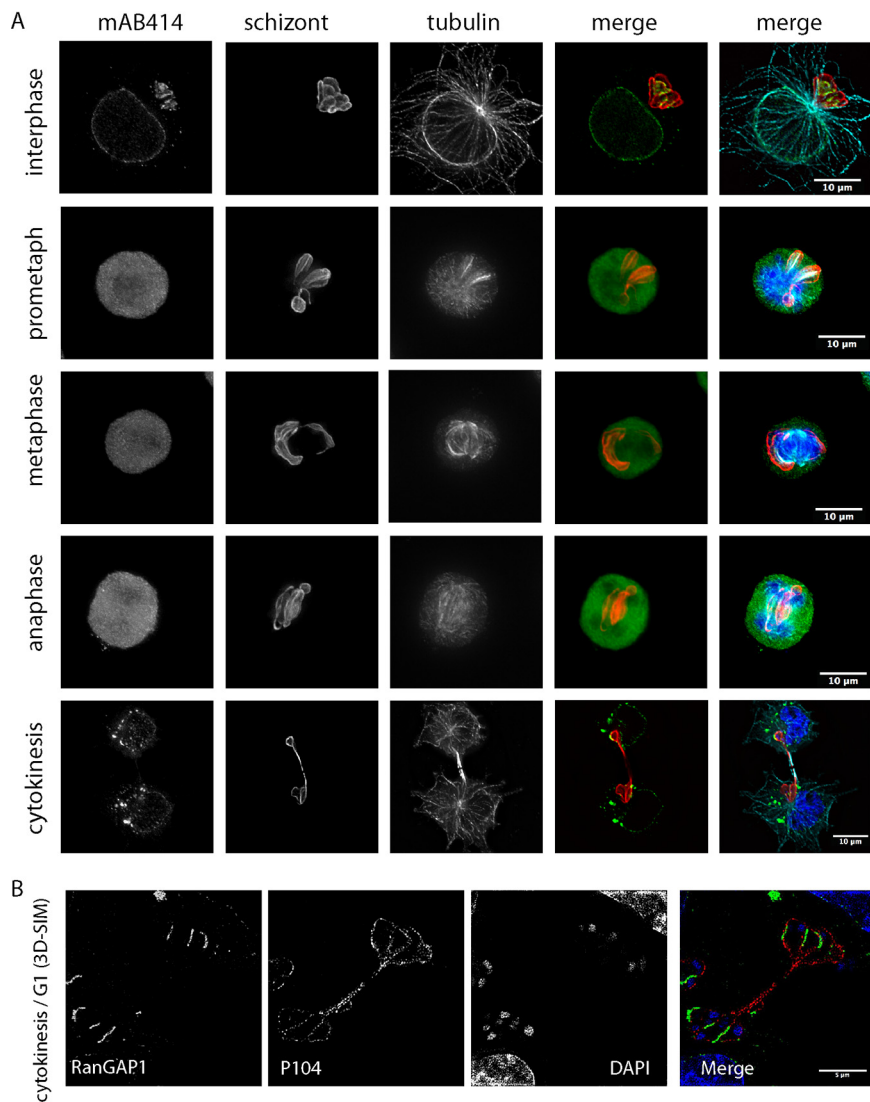 A
mAB414 schizont tubulin merge merge
interphase
10 µm
prometaph
10 µm
metaphase
10 µm
anaphase
10 µm
cytokinesis
10 µm
B
cytokinesis / G1 (3D-SIM)
RanGAP1 P104 DAPI Merge
5 µm